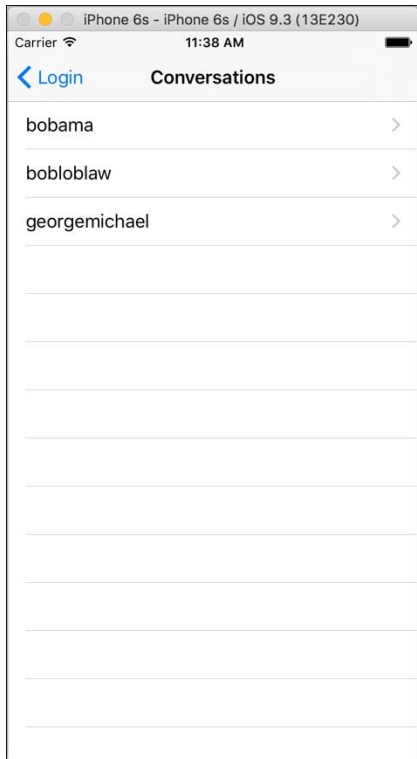 iPhone 6s - iPhone 6s / iOS 9.3 (13E230)
Carrier 11:38 AM
Login Conversations
bobama
bobloblaw
georgemichael